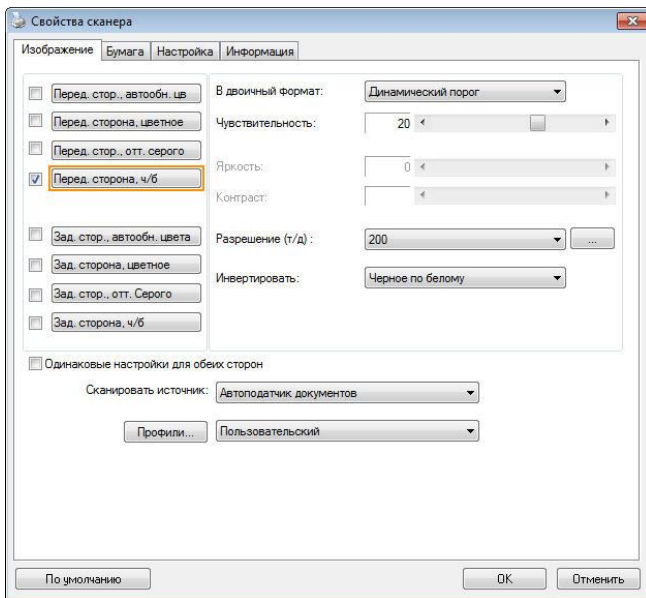 Свойства сканера
Изображение Бумага Настройка Информация
Перед. стор., автообн. цв
Перед. сторона, цветное
Перед. стор., отт. серого
Перед. сторона, ч/б
Зад. стор., автообн. цвета
Зад. сторона, цветное
Зад. стор., отт. Серого
Зад. сторона, ч/б
В двоичный формат: Динамический порог
Чувствительность: 20
Яркость: 0
Контраст:
Разрешение (т/д) : 200 ...
Инвертировать: Черное по белому
Одинаковые настройки для обеих сторон
Сканировать источник: Автоподатчик документов
Профили... Пользовательский
По умолчанию OK Отменить